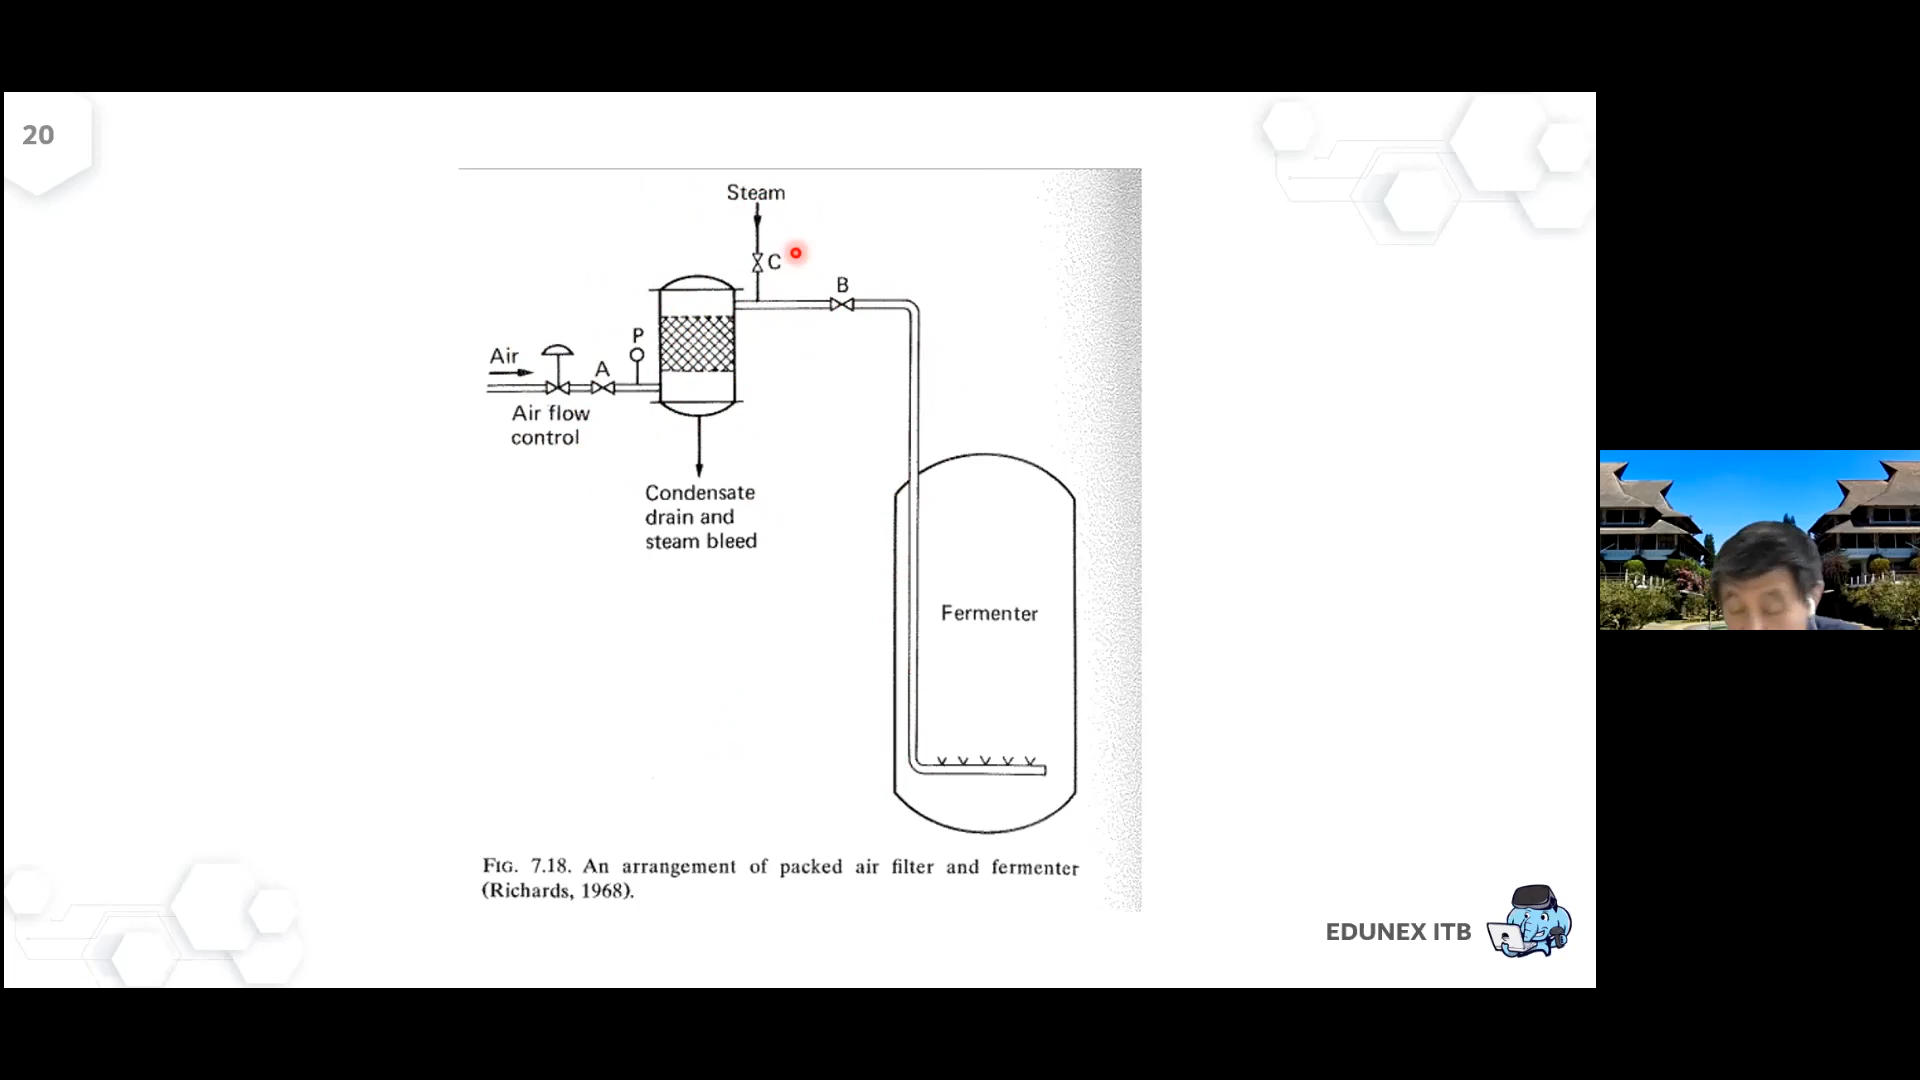 20
Steam
C
B
P
Air
A
Air flow
control
Condensate
drain and
steam bleed
Fermenter
FIG. 7.18. An arrangement of packed air filter and fermenter
(Richards, 1968).
EDUNEX ITB